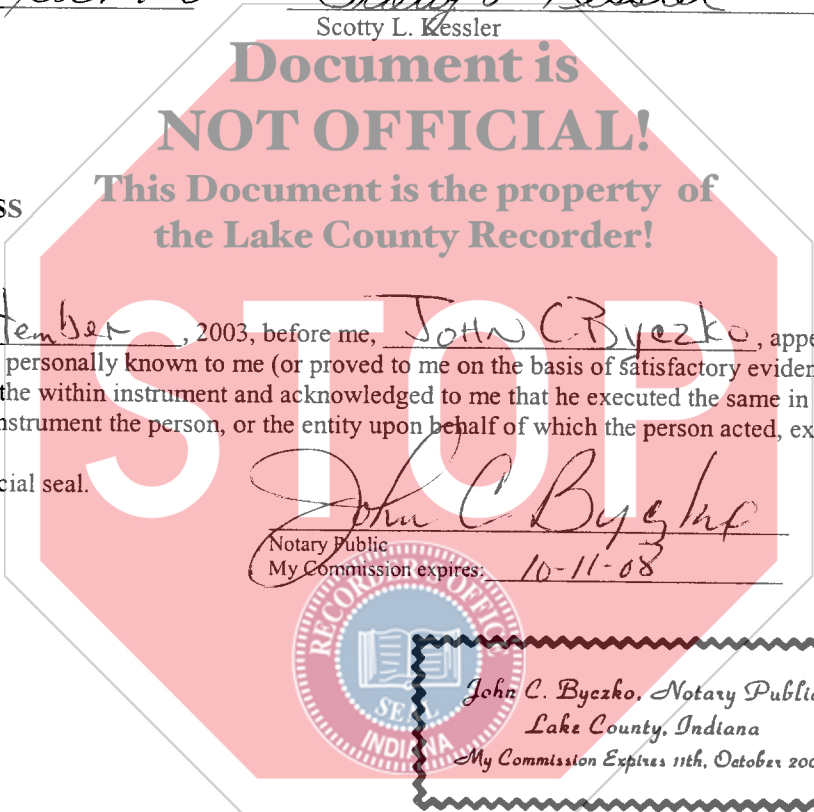 Scotty L. Kessler
Document is
NOT OFFICIAL!
This Document is the property of
the Lake County Recorder!
SS
STOP
tember, 2003, before me, John C Byczko, appe
personally known to me (or proved to me on the basis of satisfactory eviden
the within instrument and acknowledged to me that he executed the same in
nstrument the person, or the entity upon behalf of which the person acted, ex
cial seal.
John C Byczko
Notary Public
My Commission expires: 10-11-08
RECORDER'S OFFICE
SEAL
INDIANA
John C. Byczko, Notary Public
Lake County, Indiana
My Commission Expires 11th, October 200